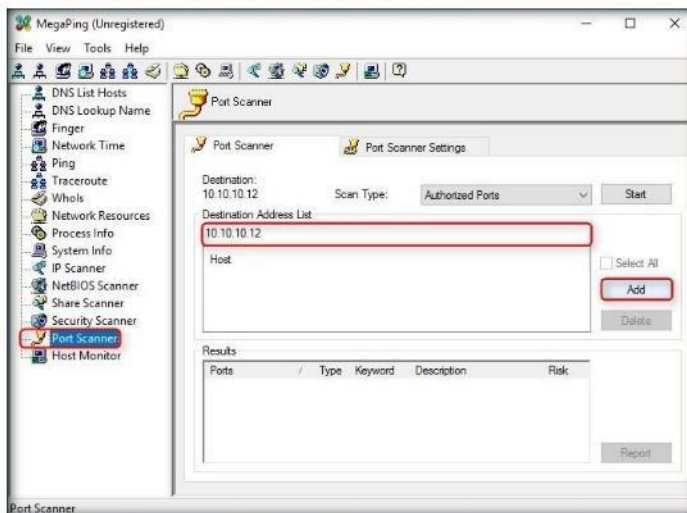 MegaPing (Unregistered)
File View Tools Help
DNS List Hosts
DNS Lookup Name
Finger
Network Time
Ping
Traceroute
WhoIs
Network Resources
Process Info
System Info
IP Scanner
NetBIOS Scanner
Share Scanner
Security Scanner
Port Scanner
Host Monitor
Port Scanner
Port Scanner Port Scanner Settings
Destination:
10.10.10.12 Scan Type: Authorized Ports Start
Destination Address List
10.10.10.12
Host
Select All
Add
Delete
Results
Ports / Type Keyword Description Risk
Report
Port Scanner